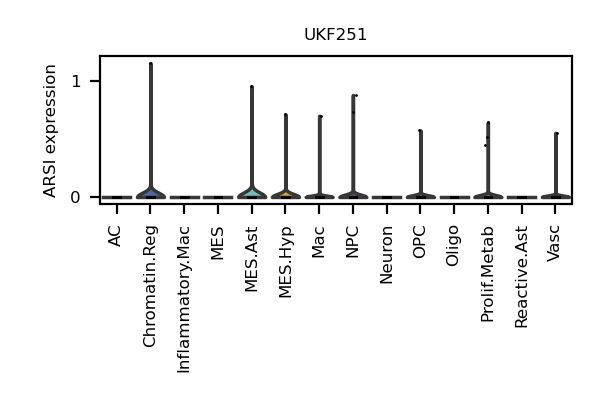 UKF251
ARSI expression
1
0
AC
Chromatin.Reg
Inflammatory.Mac
MES
MES.Ast
MES.Hyp
Mac
NPC
Neuron
OPC
Oligo
Prolif.Metab
Reactive.Ast
Vasc